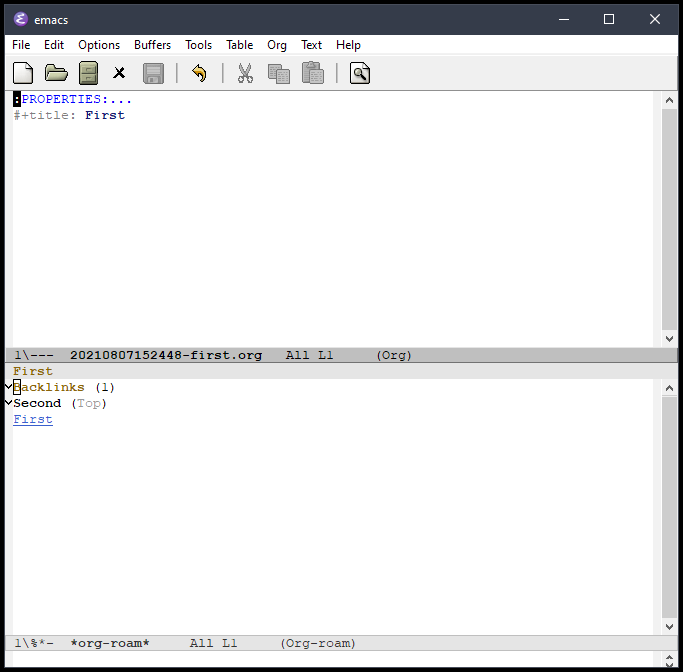 emacs
File Edit Options Buffers Tools Table Org Text Help
:PROPERTIES:...
#+title: First
1\--- 20210807152448-first.org All L1 (Org)
First
Backlinks (1)
Second (Top)
First
1\%*- *org-roam* All L1 (Org-roam)